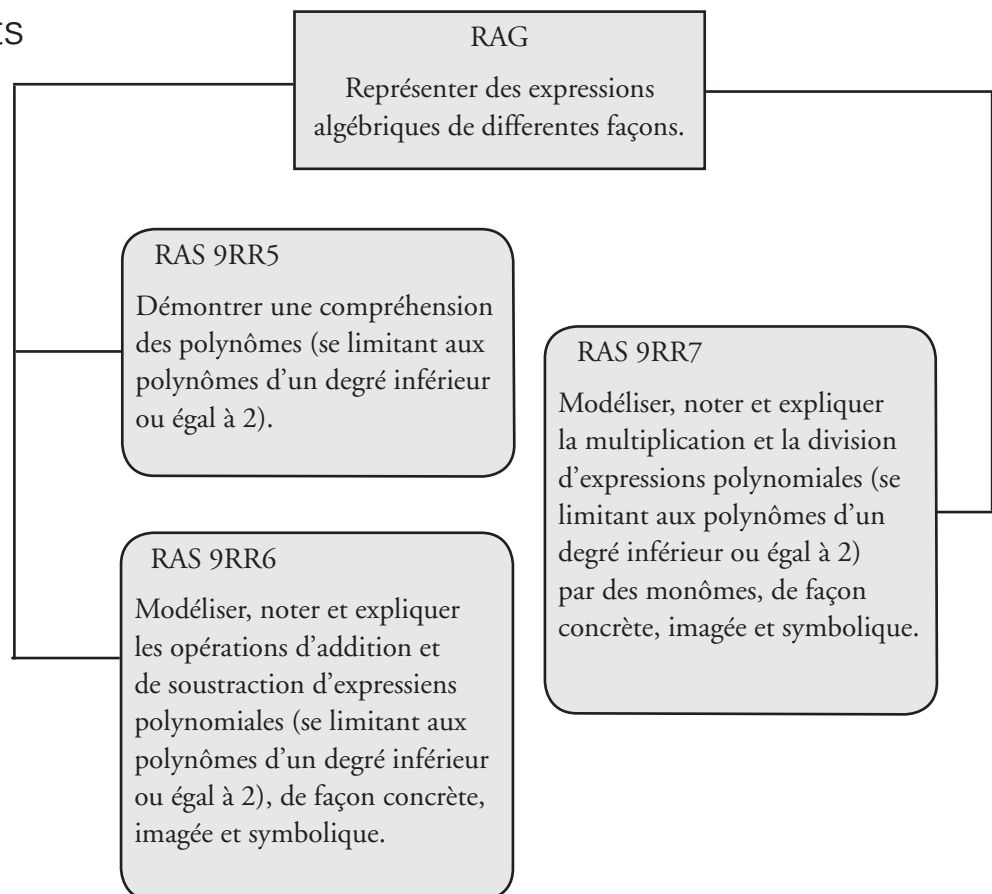 RAG
Représenter des expressions
algébriques de differentes façons.
RAS 9RR5
Démontrer une compréhension
des polynômes (se limitant aux
polynômes d'un degré inférieur
ou égal à 2).
RAS 9RR7
Modéliser, noter et expliquer
la multiplication et la division
d'expressions polynomiales (se
limitant aux polynômes d'un
degré inférieur ou égal à 2)
par des monômes, de façon
concrète, imagée et symbolique.
RAS 9RR6
Modéliser, noter et expliquer
les opérations d'addition et
de soustraction d'expressiens
polynomiales (se limitant aux
polynômes d'un degré inférieur
ou égal à 2), de façon concrète,
imagée et symbolique.